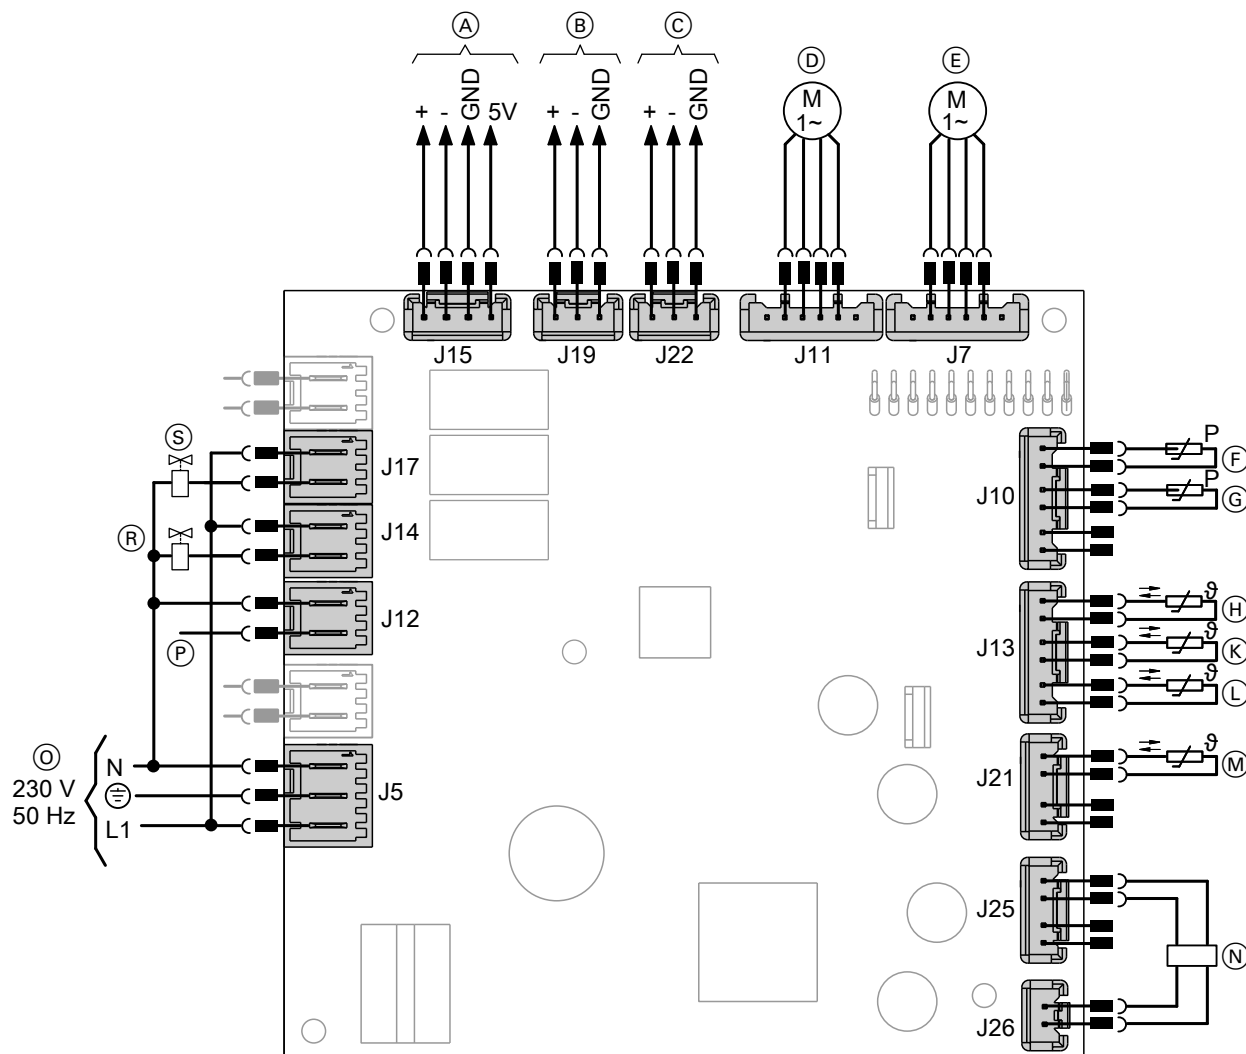 Ⓐ Ⓑ Ⓒ Ⓓ Ⓔ
+ - GND 5V + - GND + - GND M 1~ M 1~
J15 J19 J22 J11 J7
Ⓢ J17 J10 P Ⓕ
P Ⓖ
Ⓡ J14
J12 J13 ϑ Ⓗ
Ⓟ ϑ Ⓚ
ϑ Ⓛ
Ⓞ N J5 J21 ϑ Ⓜ
230 V
50 Hz L1
J25 Ⓝ
J26